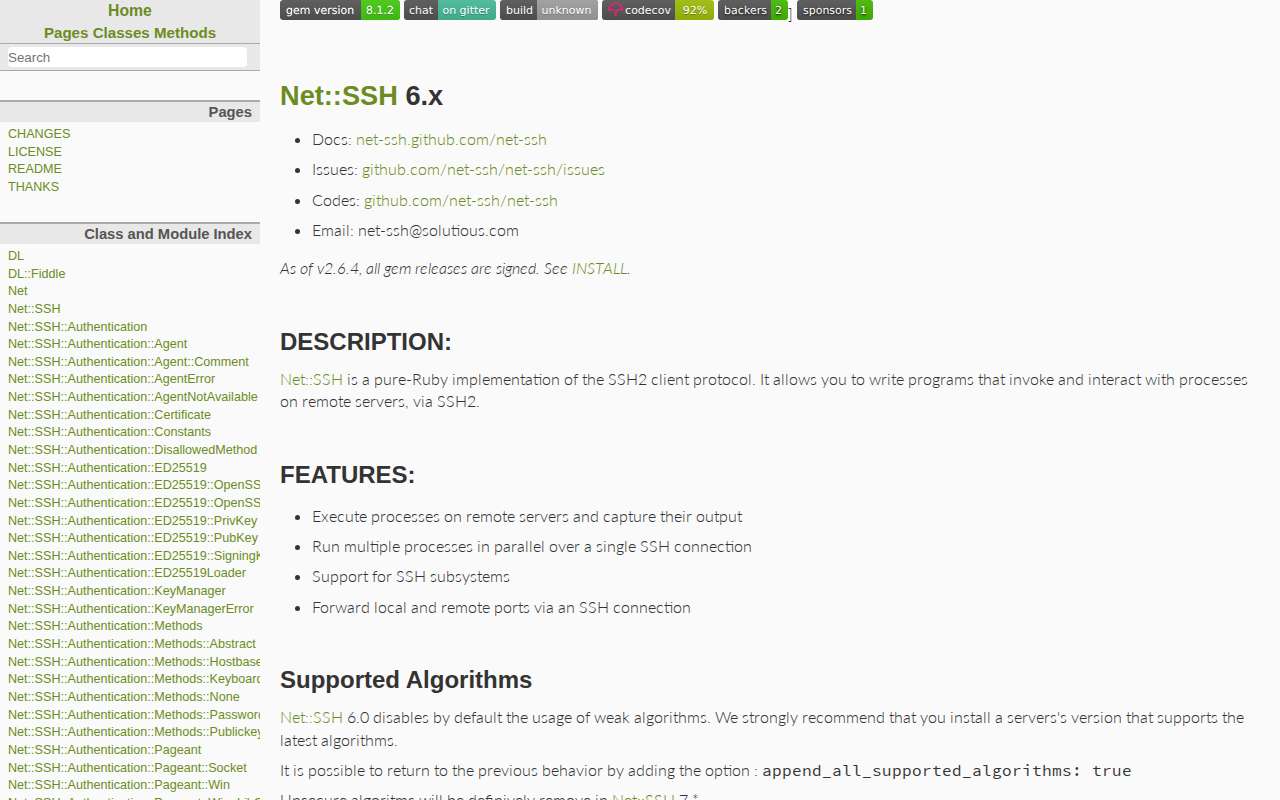 Home
Pages Classes Methods
Search
Pages
CHANGES
LICENSE
README
THANKS
Class and Module Index
DL
DL::Fiddle
Net
Net::SSH
Net::SSH::Authentication
Net::SSH::Authentication::Agent
Net::SSH::Authentication::Agent::Comment
Net::SSH::Authentication::AgentError
Net::SSH::Authentication::AgentNotAvailable
Net::SSH::Authentication::Certificate
Net::SSH::Authentication::Constants
Net::SSH::Authentication::DisallowedMethod
Net::SSH::Authentication::ED25519
Net::SSH::Authentication::ED25519::OpenSS
Net::SSH::Authentication::ED25519::OpenSS
Net::SSH::Authentication::ED25519::PrivKey
Net::SSH::Authentication::ED25519::PubKey
Net::SSH::Authentication::ED25519::SigningK
Net::SSH::Authentication::ED25519Loader
Net::SSH::Authentication::KeyManager
Net::SSH::Authentication::KeyManagerError
Net::SSH::Authentication::Methods
Net::SSH::Authentication::Methods::Abstract
Net::SSH::Authentication::Methods::Hostbase
Net::SSH::Authentication::Methods::Keyboard
Net::SSH::Authentication::Methods::None
Net::SSH::Authentication::Methods::Password
Net::SSH::Authentication::Methods::Publickey
Net::SSH::Authentication::Pageant
Net::SSH::Authentication::Pageant::Socket
Net::SSH::Authentication::Pageant::Win
gem version 8.1.2 chat on gitter build unknown codecov 92% backers 2 ] sponsors 1
Net::SSH 6.x
Docs: net-ssh.github.com/net-ssh
Issues: github.com/net-ssh/net-ssh/issues
Codes: github.com/net-ssh/net-ssh
Email: net-ssh@solutious.com
As of v2.6.4, all gem releases are signed. See INSTALL.
DESCRIPTION:
Net::SSH is a pure-Ruby implementation of the SSH2 client protocol. It allows you to write programs that invoke and interact with processes
on remote servers, via SSH2.
FEATURES:
Execute processes on remote servers and capture their output
Run multiple processes in parallel over a single SSH connection
Support for SSH subsystems
Forward local and remote ports via an SSH connection
Supported Algorithms
Net::SSH 6.0 disables by default the usage of weak algorithms. We strongly recommend that you install a servers's version that supports the
latest algorithms.
It is possible to return to the previous behavior by adding the option : append_all_supported_algorithms: true
Unsecure algoritms will be definively remove in Net::SSH 7.*